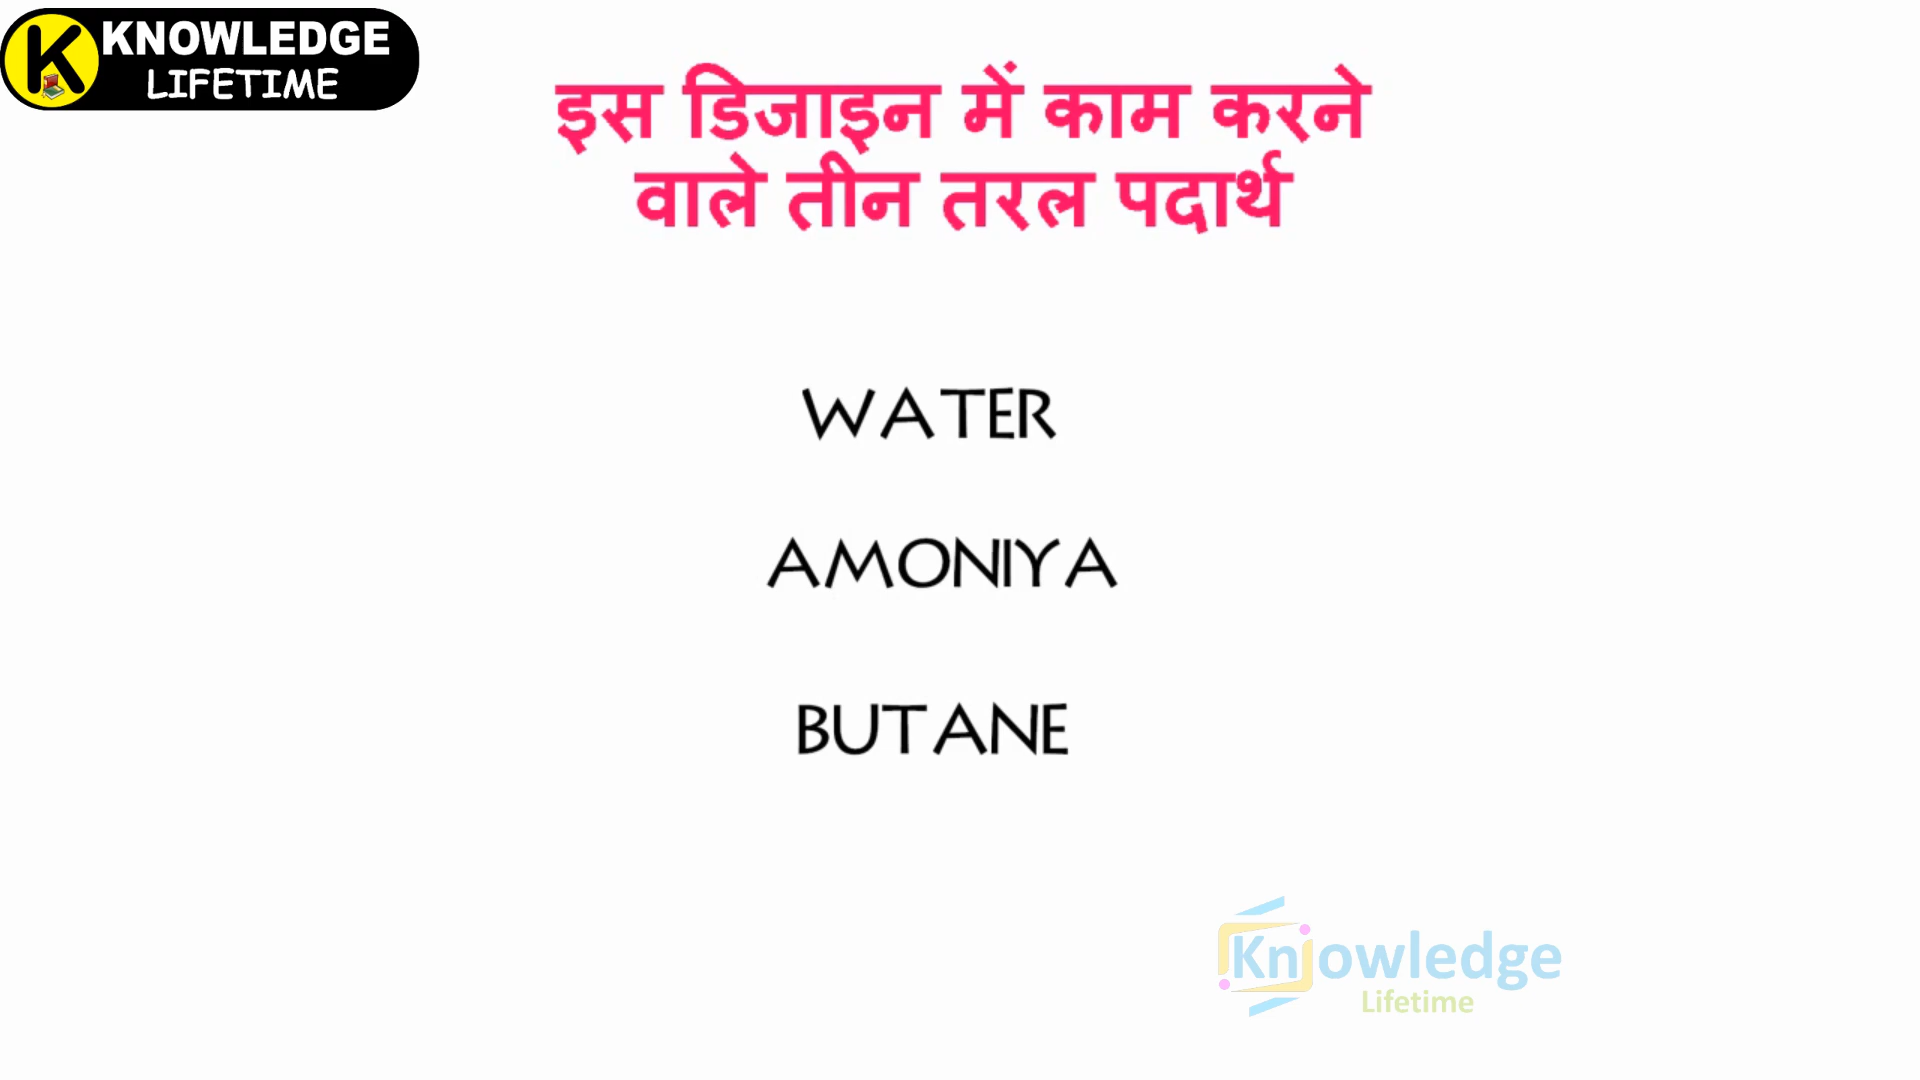 KNOWLEDGE
LIFETIME
इस डिजाइन में काम करने
वाले तीन तरल पदार्थ
WATER
AMONIYA
BUTANE
Knowledge
Lifetime